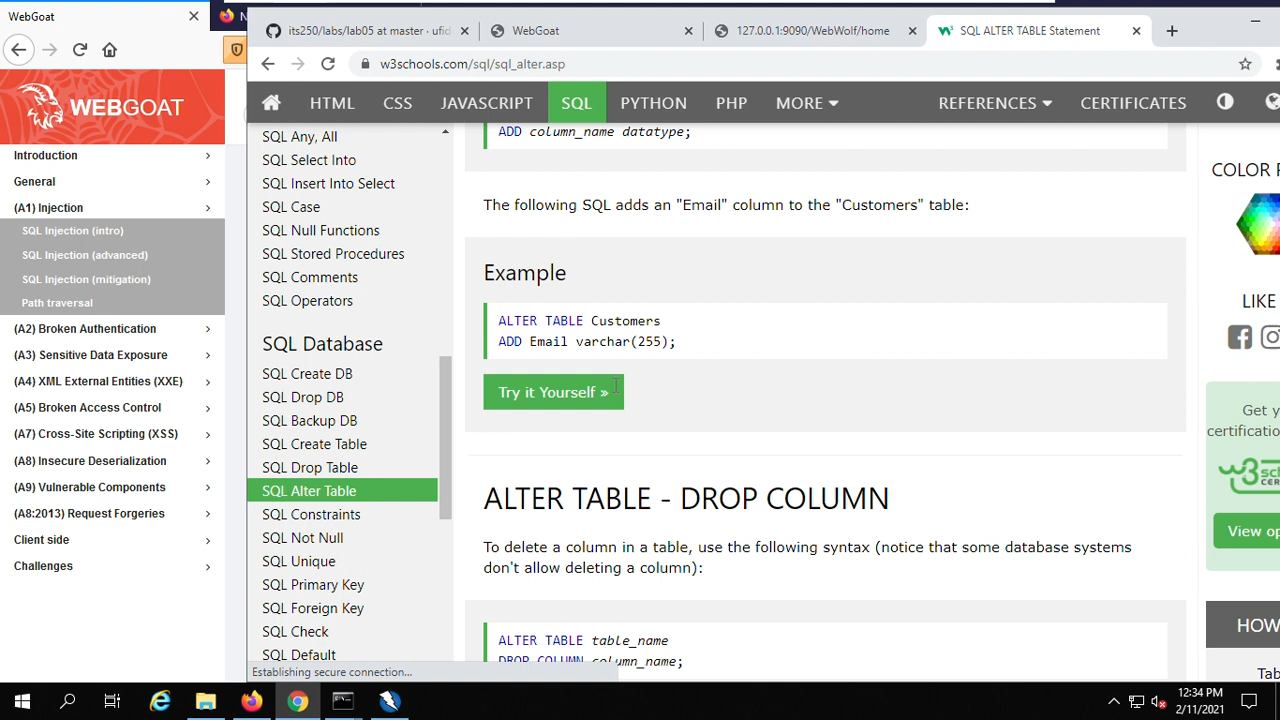 WebGoat
N
its250/labs/lab05 at master · ufid
WebGoat
127.0.0.1:9090/WebWolf/home
SQL ALTER TABLE Statement
w3schools.com/sql/sql_alter.asp
WEBGOAT
HTML
CSS
JAVASCRIPT
SQL
PYTHON
PHP
MORE
REFERENCES
CERTIFICATES
Introduction
General
(A1) Injection
SQL Injection (intro)
SQL Injection (advanced)
SQL Injection (mitigation)
Path traversal
(A2) Broken Authentication
(A3) Sensitive Data Exposure
(A4) XML External Entities (XXE)
(A5) Broken Access Control
(A7) Cross-Site Scripting (XSS)
(A8) Insecure Deserialization
(A9) Vulnerable Components
(A8:2013) Request Forgeries
Client side
Challenges
SQL Any, All
SQL Select Into
SQL Insert Into Select
SQL Case
SQL Null Functions
SQL Stored Procedures
SQL Comments
SQL Operators
SQL Database
SQL Create DB
SQL Drop DB
SQL Backup DB
SQL Create Table
SQL Drop Table
SQL Alter Table
SQL Constraints
SQL Not Null
SQL Unique
SQL Primary Key
SQL Foreign Key
SQL Check
SQL Default
Establishing secure connection...
ADD column_name datatype;
The following SQL adds an "Email" column to the "Customers" table:
Example
ALTER TABLE Customers
ADD Email varchar(255);
Try it Yourself »
ALTER TABLE - DROP COLUMN
To delete a column in a table, use the following syntax (notice that some database systems
don't allow deleting a column):
ALTER TABLE table_name
DROP COLUMN column_name;
COLOR P
LIKE
Get y
certificatio
w3sc
CER
View op
HOW
Tab
12:34 PM
2/11/2021